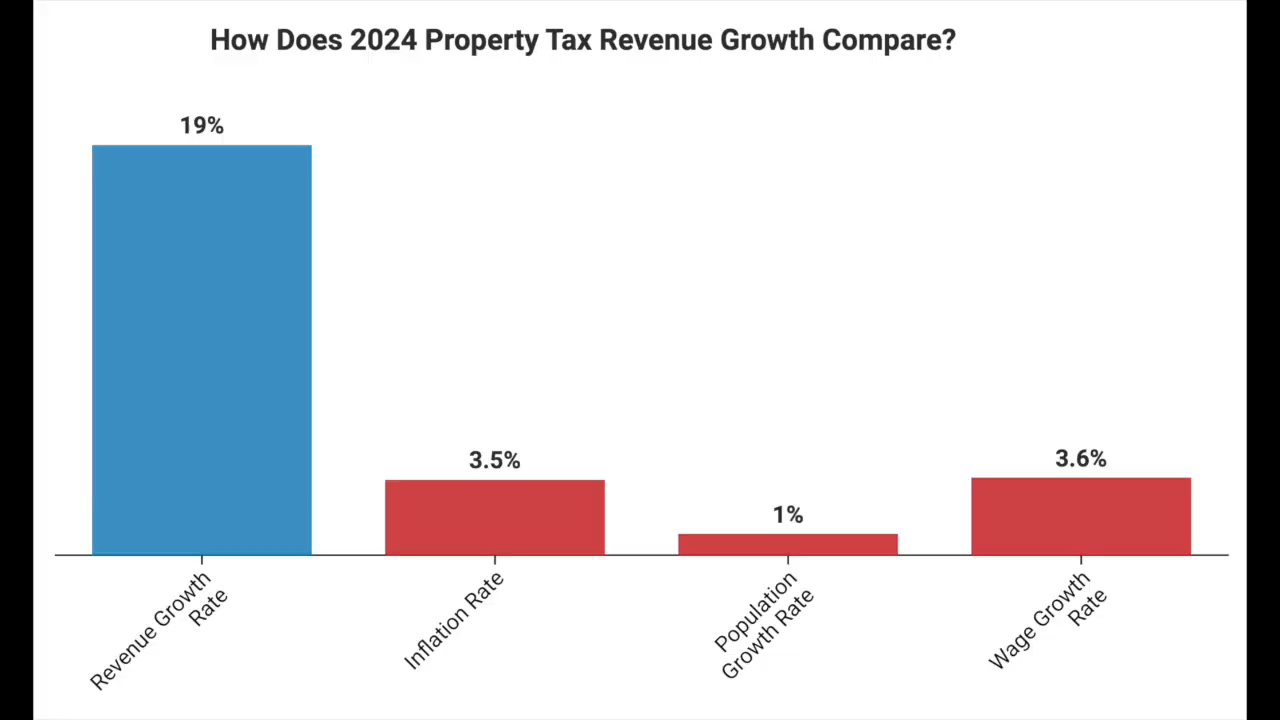 How Does 2024 Property Tax Revenue Growth Compare?
19%
3.5%
1%
3.6%
Revenue Growth
Rate
Inflation Rate
Population
Growth Rate
Wage Growth
Rate